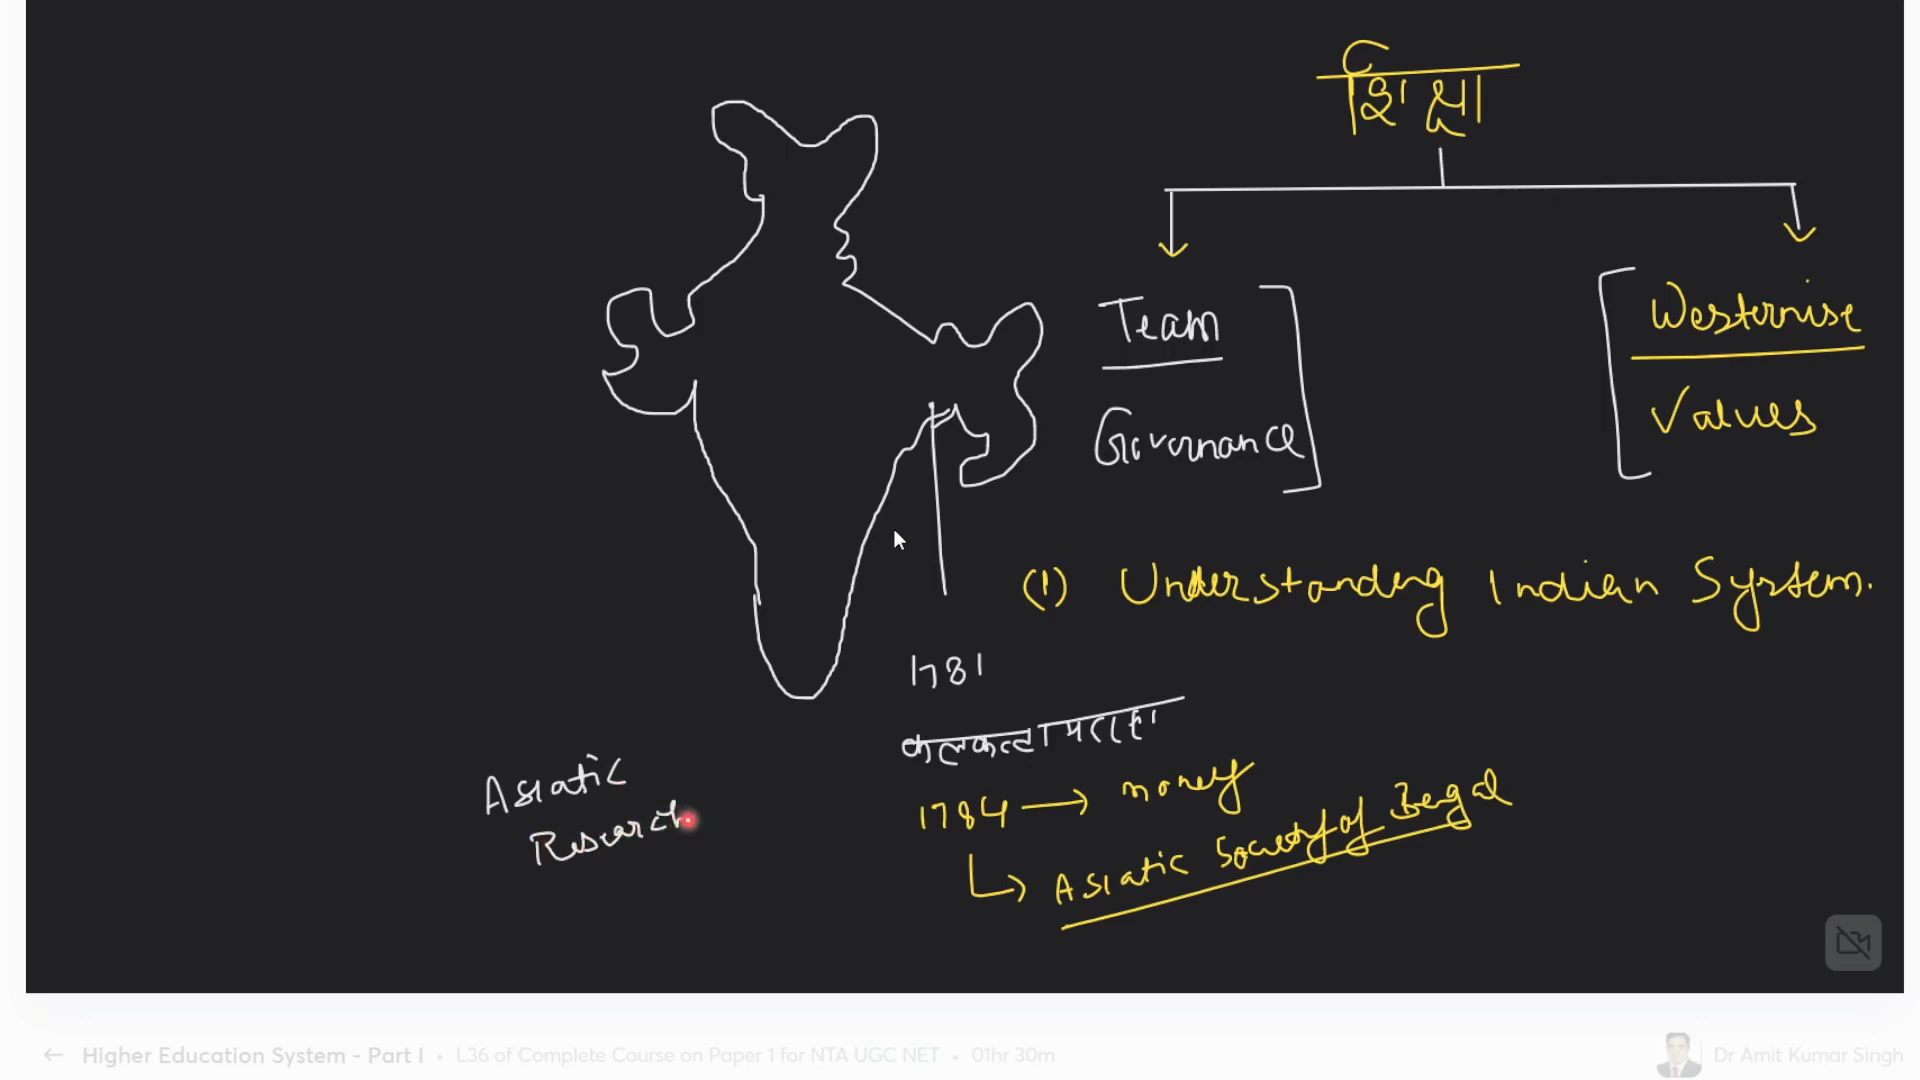 शिक्षा
Team
Governance
Westernise
Values
(1) Understanding Indian System.
1781
कलकत्ता मदरसा
1784 → money
Asiatic Society of Bengal
Asiatic
Research
← Higher Education System - Part I • L36 of Complete Course on Paper 1 for NTA UGC NET • 01hr 30m
Dr Amit Kumar Singh